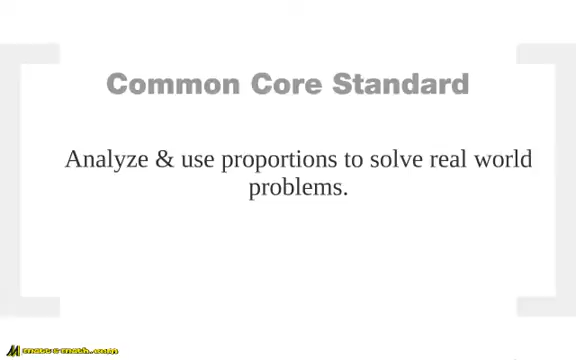 Common Core Standard
Analyze & use proportions to solve real world
problems.